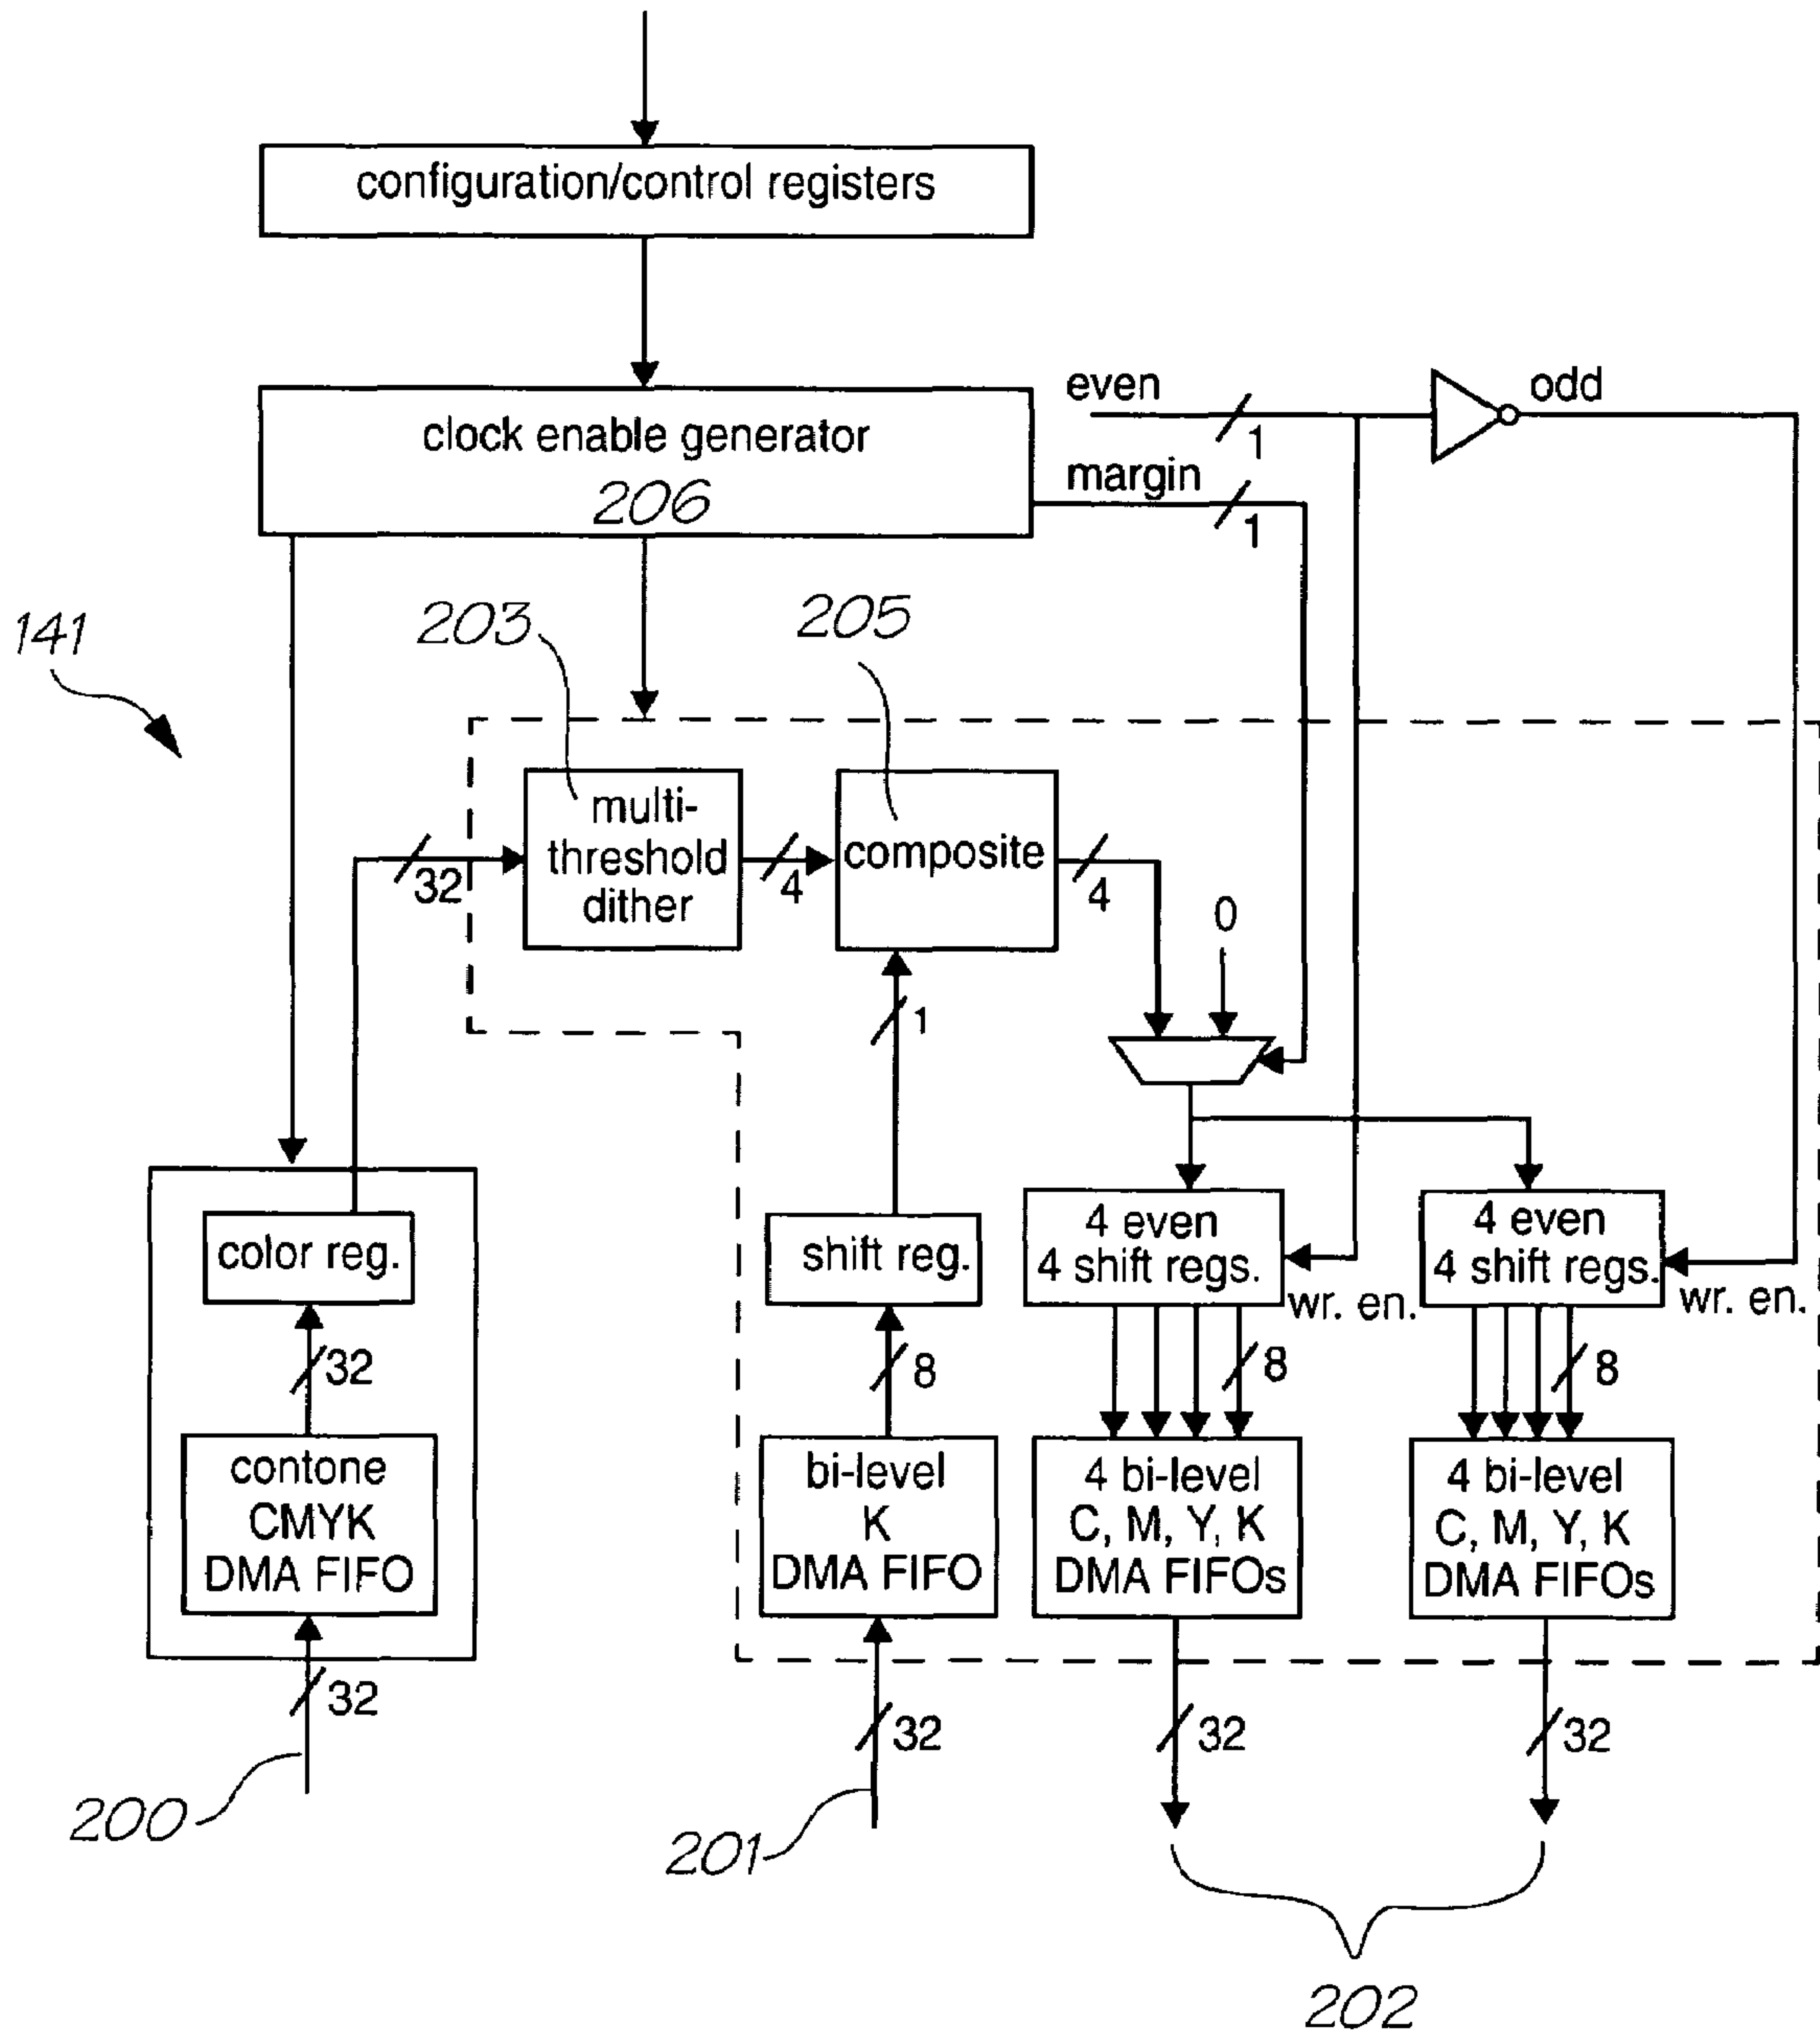 configuration/control registers
clock enable generator
206
even
1
odd
margin
1
141
203
205
multi-
threshold
dither
32
4
composite
4
0
1
color reg.
shift reg.
4 even
4 shift regs.
wr. en.
4 even
4 shift regs.
wr. en.
32
8
8
8
contone
CMYK
DMA FIFO
bi-level
K
DMA FIFO
4 bi-level
C, M, Y, K
DMA FIFOs
4 bi-level
C, M, Y, K
DMA FIFOs
32
32
32
32
200
201
202